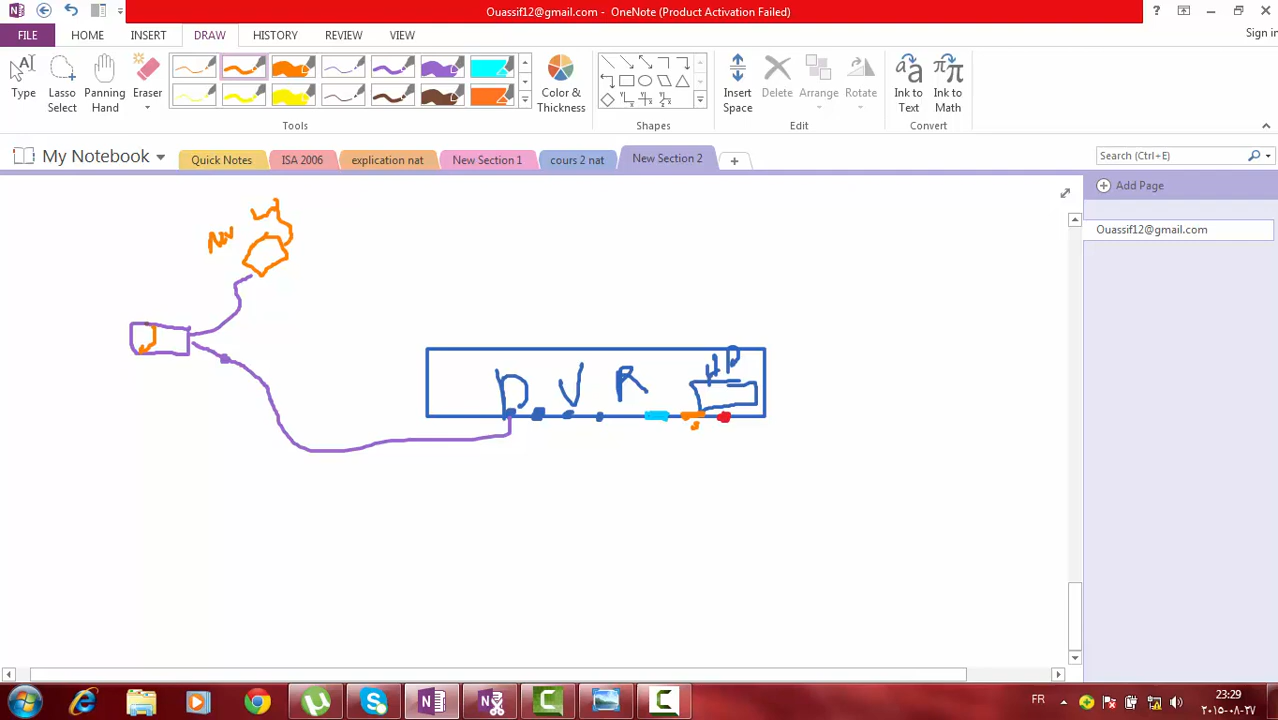 Ouassif12@gmail.com - OneNote (Product Activation Failed)
FILE HOME INSERT DRAW HISTORY REVIEW VIEW
Sign in
Type
Lasso Select
Panning Hand
Eraser
Color & Thickness
Insert Space
Delete
Arrange
Rotate
Ink to Text
Ink to Math
Tools
Shapes
Edit
Convert
My Notebook
Quick Notes
ISA 2006
explication nat
New Section 1
cours 2 nat
New Section 2
Search (Ctrl+E)
Add Page
Ouassif12@gmail.com
D V R
FR
23:29
٢٠١٥-٠٨-٢٧